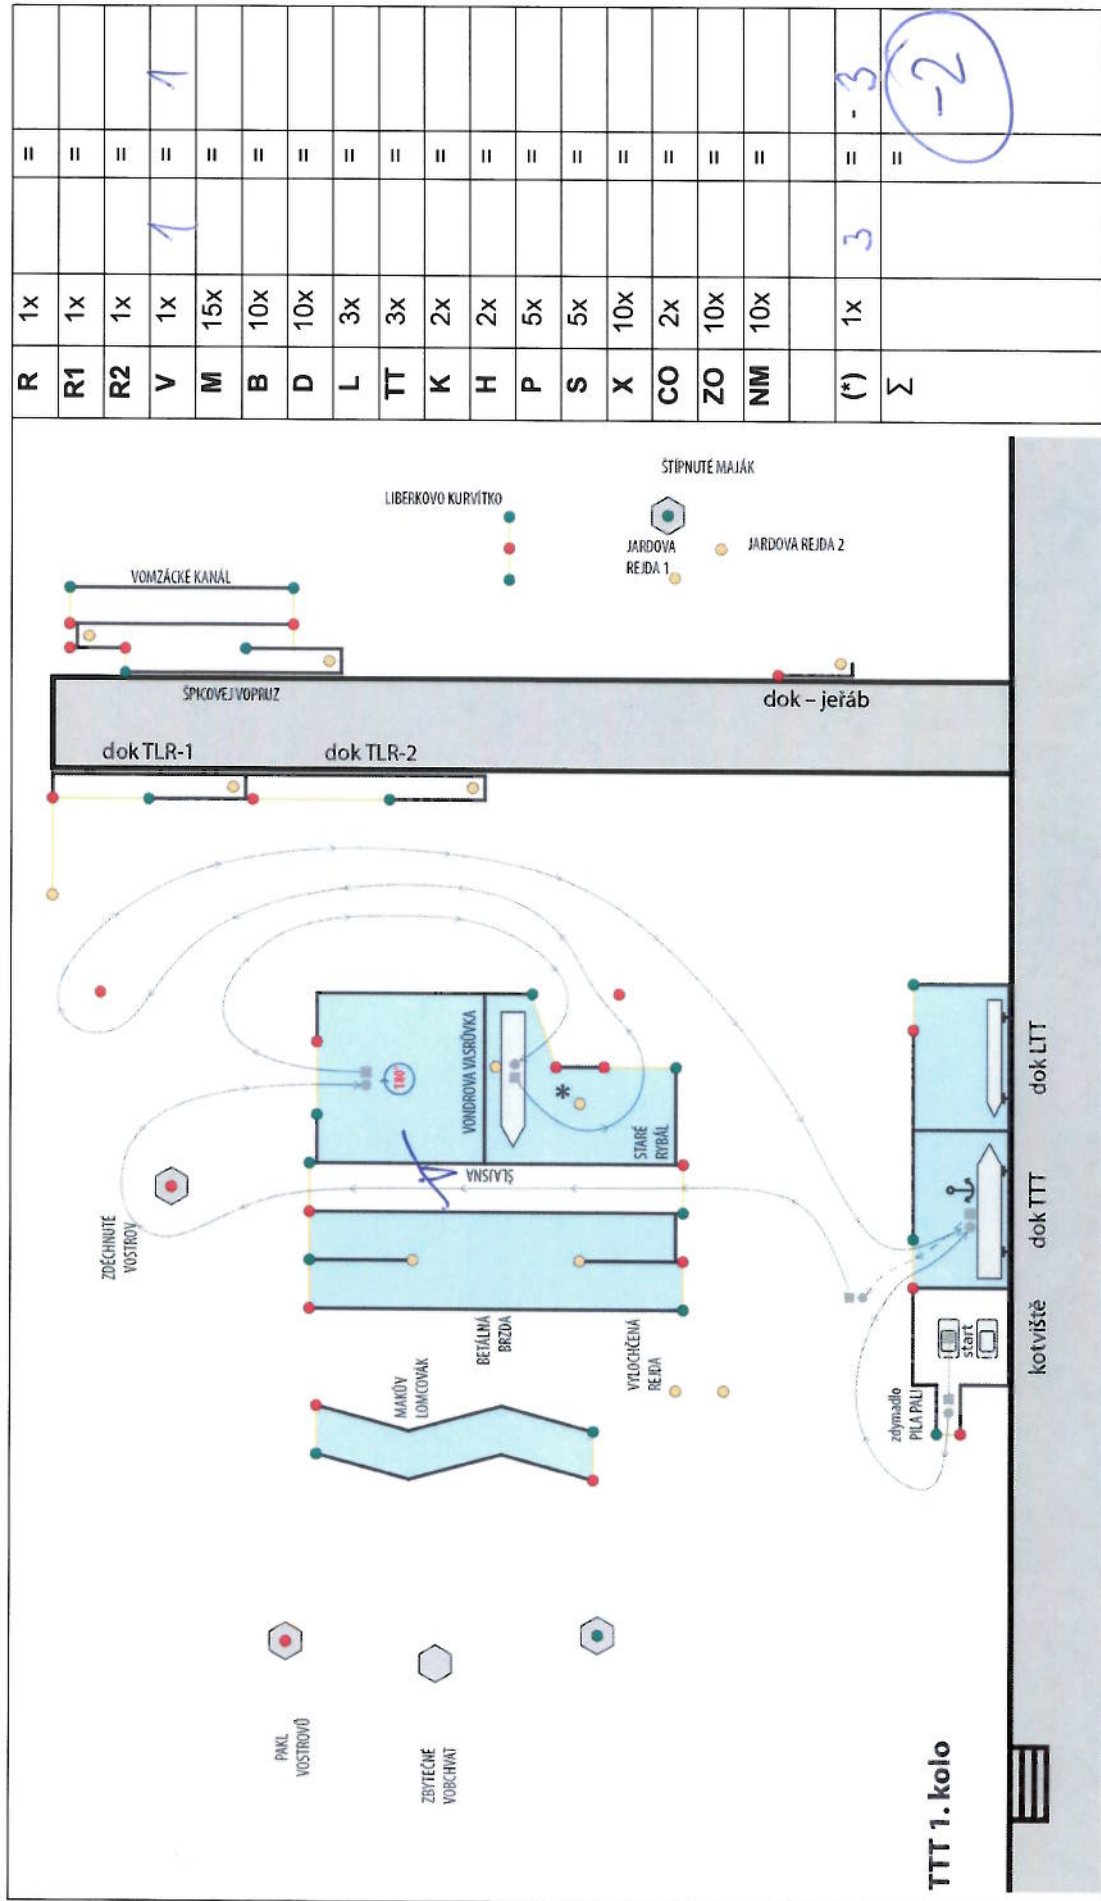 R 1x =
R1 1x =
R2 1x =
V 1x 1 = 1
M 15x =
B 10x =
D 10x =
L 3x =
TT 3x =
K 2x =
H 2x =
P 5x =
S 5x =
X 10x =
CO 2x =
ZO 10x =
NM 10x =
(*) 1x 3 = - 3
Σ = -2
VOMZÁCKÉ KANÁL
ŠPICOVEJ VOPRUZ
LIBERKOVO KURVÍTKO
ŠTÍPNUTÉ MAJÁK
JARDOVA
REJDA 1
JARDOVA REJDA 2
dok TLR-1
dok TLR-2
dok – jeřáb
ZDĚCHNUTÉ
VOSTROV
180°
VONDROVA VASRŮVKA
*
STARÉ
RYBÁL
ŠLAJSNA
BETÁLNÁ
BRZDA
MAKŮV
LOMCOVÁK
VYLOCHČENÁ
REJDA
PAKL
VOSTROVŮ
ZBYTEČNÉ
VOBCHVAT
zdymadlo
PILA PALI
start
kotviště
dok TTT
dok LTT
TTT 1. kolo